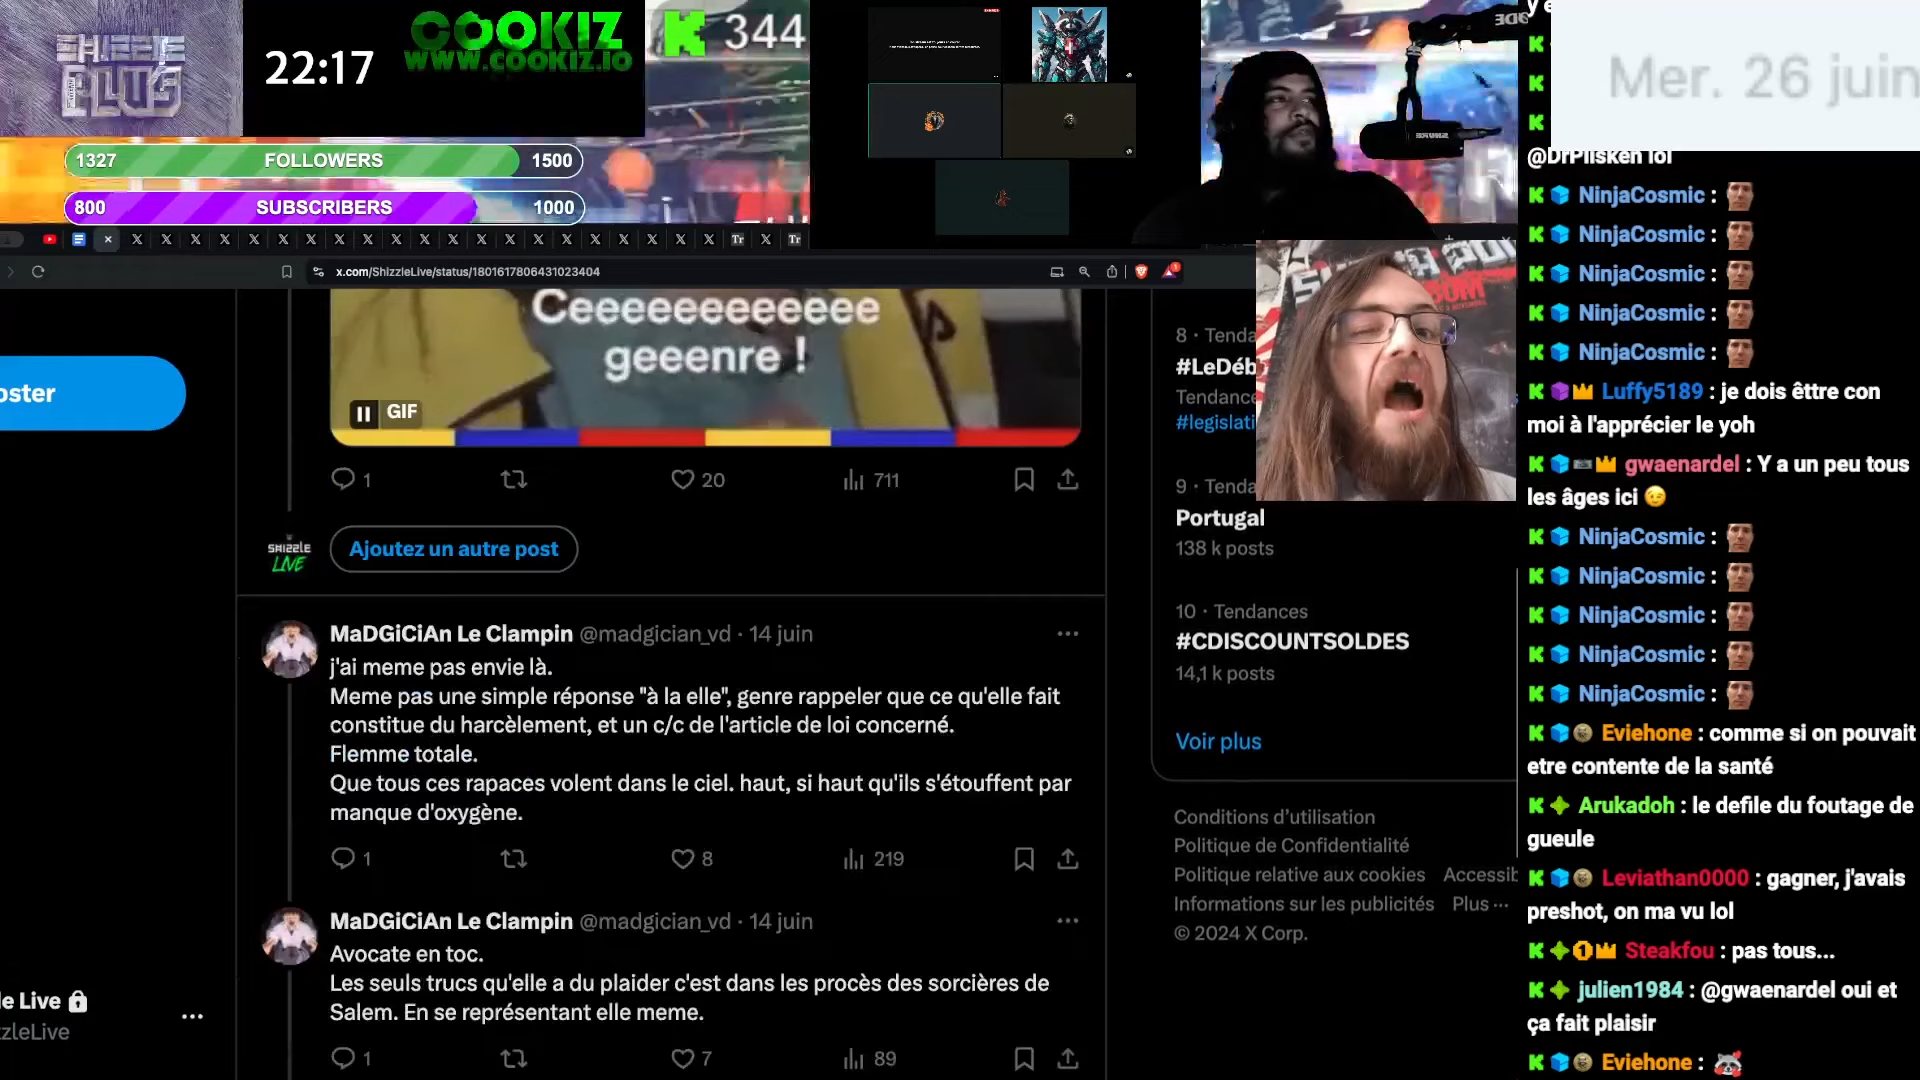 SHIZZLE
PLUG
22:17
COOKIZ
WWW.COOKIZ.IO
344
1327 FOLLOWERS 1500
800 SUBSCRIBERS 1000
x.com/ShizzleLive/status/1801617806431023404
1
Ceeeeeeeeeeeee
geeenre !
GIF
1 20 711
SHIZZLE
LIVE
Ajoutez un autre post
MaDGiCiAn Le Clampin @madgician_vd · 14 juin
j'ai meme pas envie là.
Meme pas une simple réponse "à la elle", genre rappeler que ce qu'elle fait
constitue du harcèlement, et un c/c de l'article de loi concerné.
Flemme totale.
Que tous ces rapaces volent dans le ciel. haut, si haut qu'ils s'étouffent par
manque d'oxygène.
1 8 219
MaDGiCiAn Le Clampin @madgician_vd · 14 juin
Avocate en toc.
Les seuls trucs qu'elle a du plaider c'est dans les procès des sorcières de
Salem. En se représentant elle meme.
1 7 89
oster
le Live
zzleLive
8 · Tenda
#LeDéb
Tendance
#legislati
9 · Tenda
Portugal
138 k posts
10 · Tendances
#CDISCOUNTSOLDES
14,1 k posts
Voir plus
Conditions d'utilisation
Politique de Confidentialité
Politique relative aux cookies Accessib
Informations sur les publicités Plus ···
© 2024 X Corp.
Mer. 26 juin
@DrPlisken lol
NinjaCosmic :
NinjaCosmic :
NinjaCosmic :
NinjaCosmic :
NinjaCosmic :
Luffy5189 : je dois êttre con
moi à l'apprécier le yoh
gwaenardel : Y a un peu tous
les âges ici
NinjaCosmic :
NinjaCosmic :
NinjaCosmic :
NinjaCosmic :
NinjaCosmic :
Eviehone : comme si on pouvait
etre contente de la santé
Arukadoh : le defile du foutage de
gueule
Leviathan0000 : gagner, j'avais
preshot, on ma vu lol
Steakfou : pas tous...
julien1984 : @gwaenardel oui et
ça fait plaisir
Eviehone :